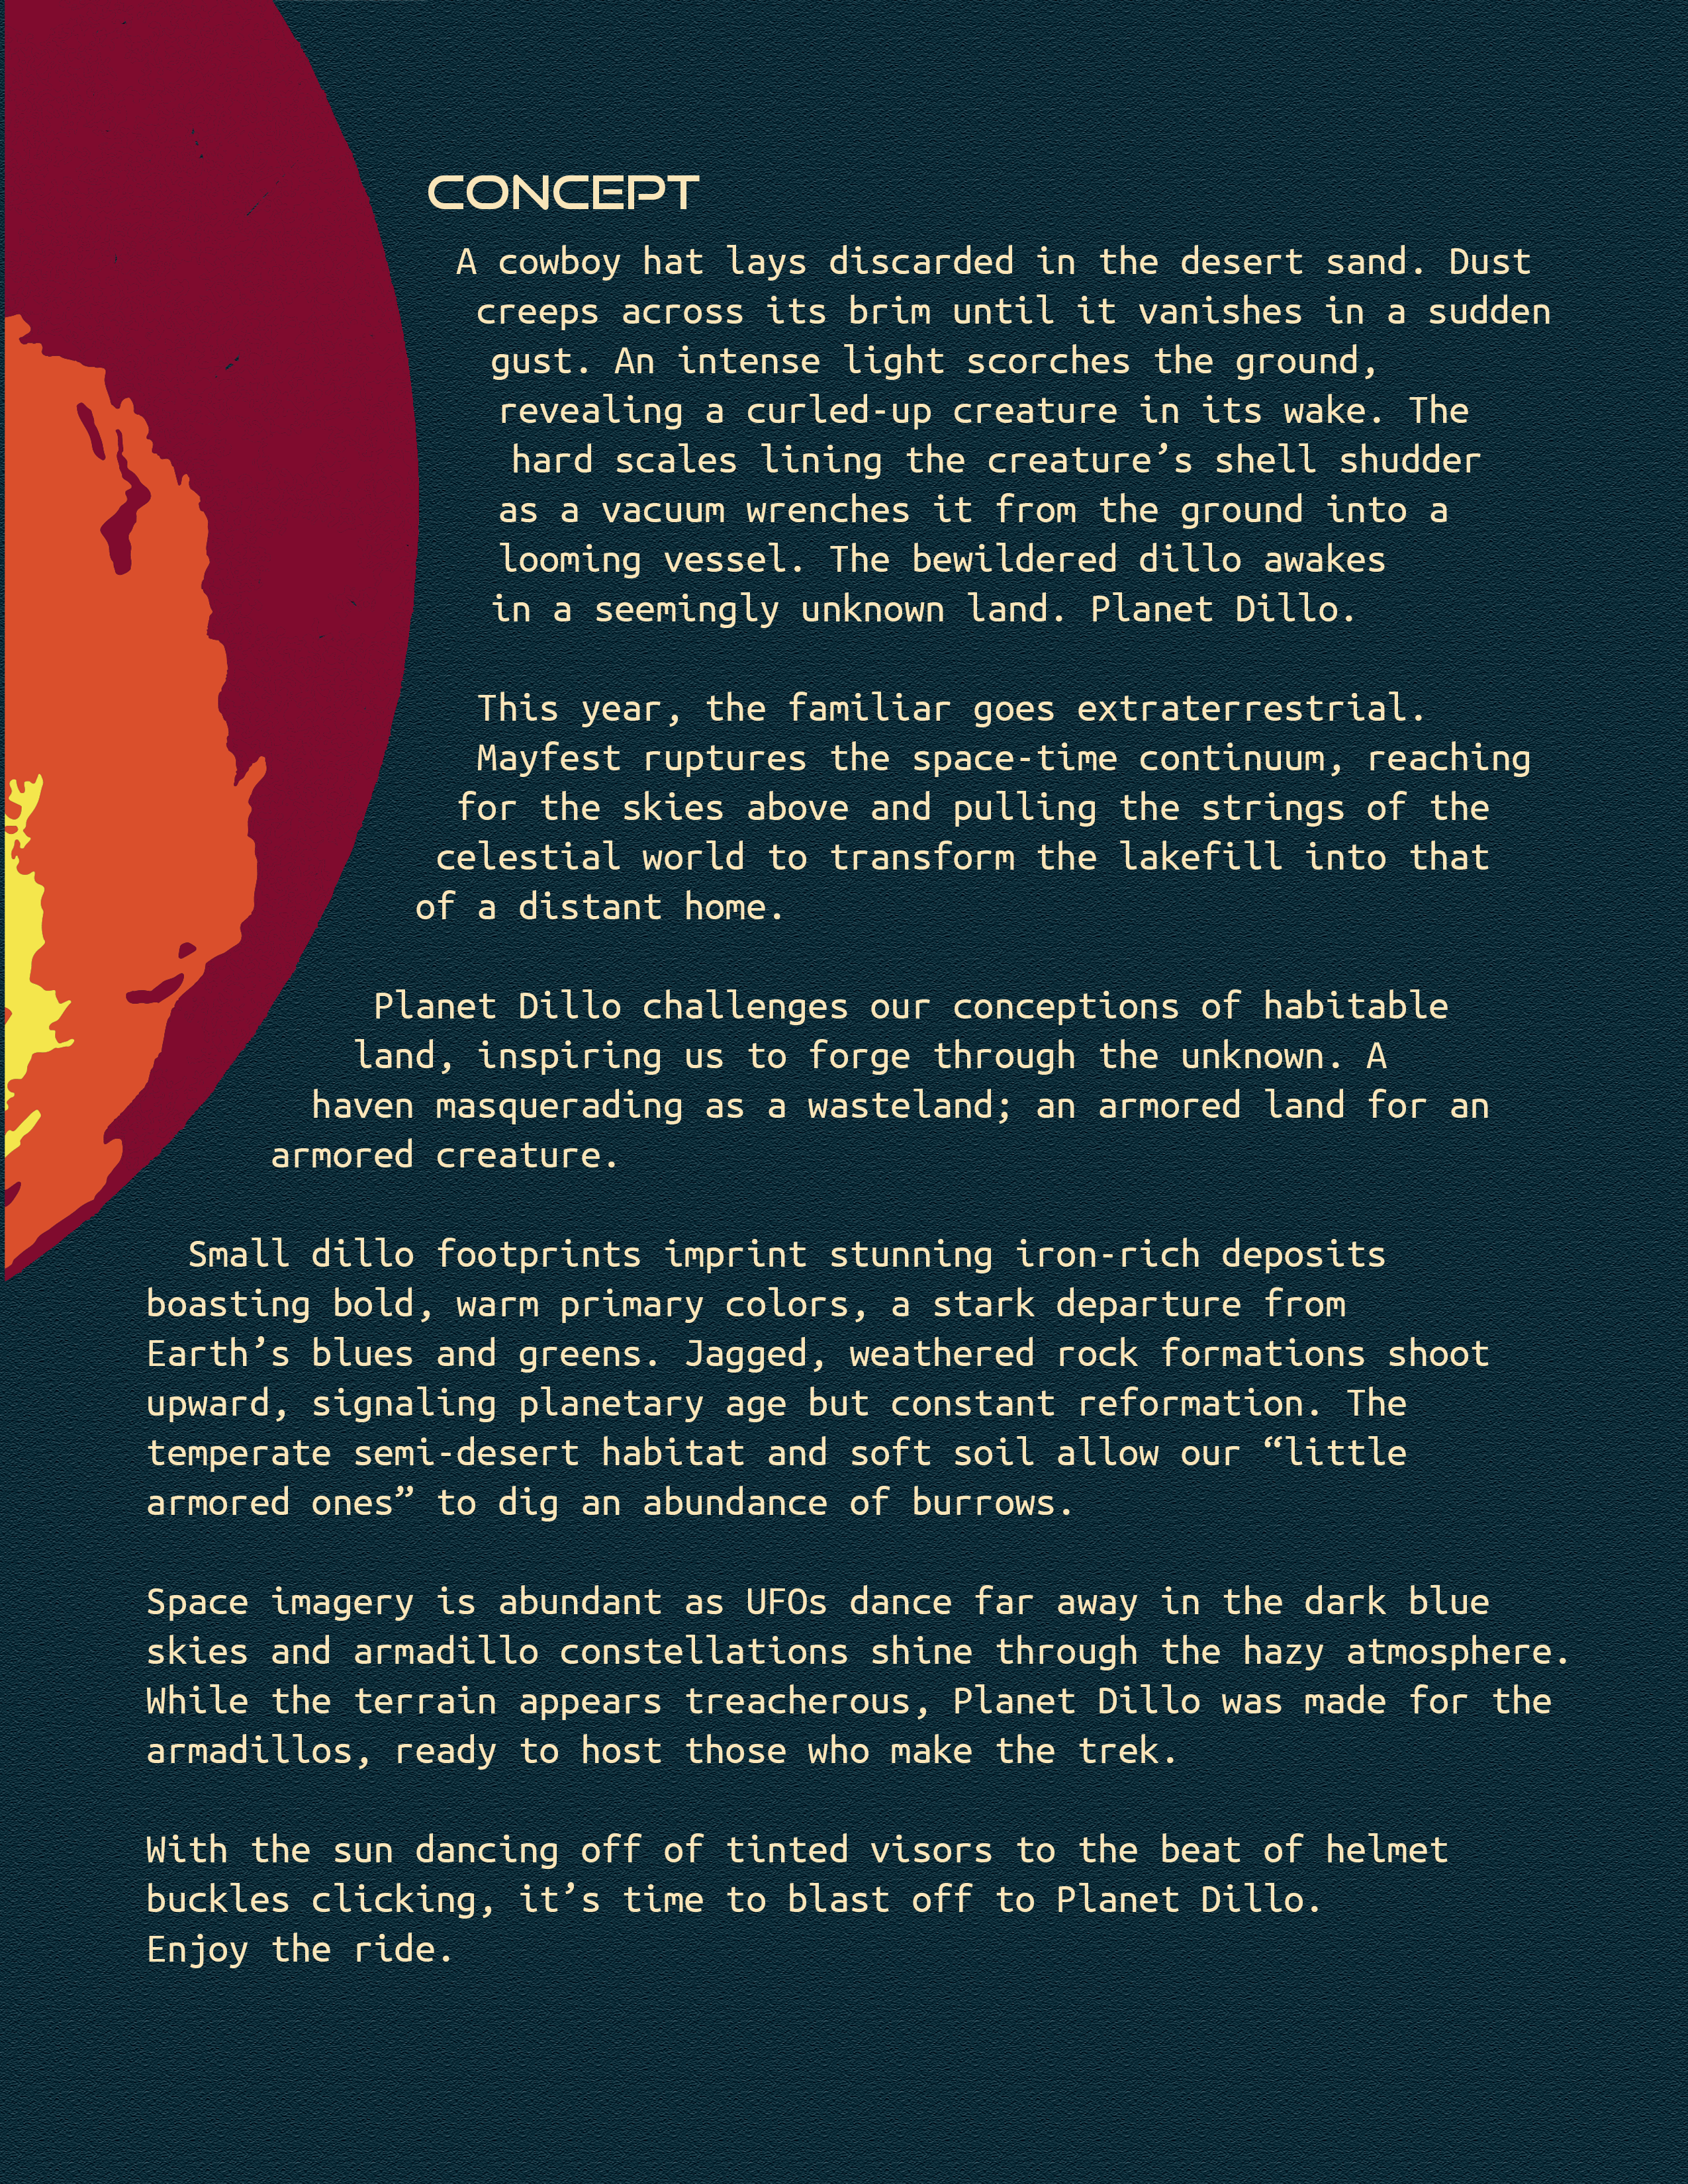 CONCEPT
A cowboy hat lays discarded in the desert sand. Dust
creeps across its brim until it vanishes in a sudden
gust. An intense light scorches the ground,
revealing a curled-up creature in its wake. The
hard scales lining the creature’s shell shudder
as a vacuum wrenches it from the ground into a
looming vessel. The bewildered dillo awakes
in a seemingly unknown land. Planet Dillo.
This year, the familiar goes extraterrestrial.
Mayfest ruptures the space-time continuum, reaching
for the skies above and pulling the strings of the
celestial world to transform the lakefill into that
of a distant home.
Planet Dillo challenges our conceptions of habitable
land, inspiring us to forge through the unknown. A
haven masquerading as a wasteland; an armored land for an
armored creature.
Small dillo footprints imprint stunning iron-rich deposits
boasting bold, warm primary colors, a stark departure from
Earth’s blues and greens. Jagged, weathered rock formations shoot
upward, signaling planetary age but constant reformation. The
temperate semi-desert habitat and soft soil allow our “little
armored ones” to dig an abundance of burrows.
Space imagery is abundant as UFOs dance far away in the dark blue
skies and armadillo constellations shine through the hazy atmosphere.
While the terrain appears treacherous, Planet Dillo was made for the
armadillos, ready to host those who make the trek.
With the sun dancing off of tinted visors to the beat of helmet
buckles clicking, it’s time to blast off to Planet Dillo.
Enjoy the ride.